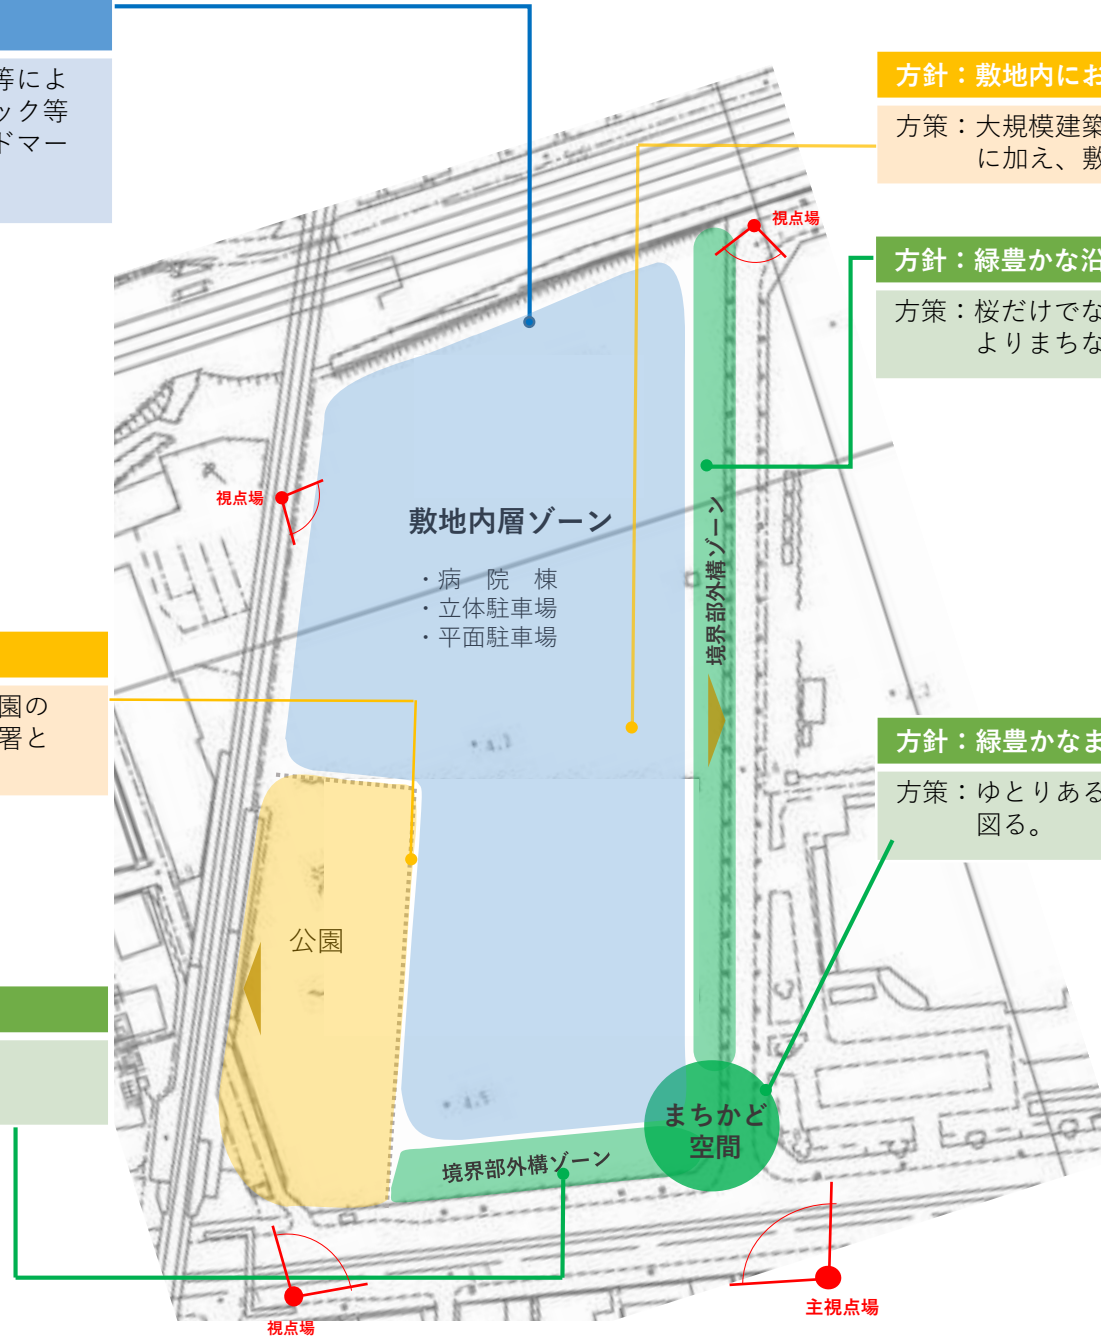 等によ
ック等
ドマー
方針：敷地内にお
方策：大規模建築
に加え、敷
視点場
方針：緑豊かな沿
方策：桜だけでな
よりまちな
視点場
敷地内層ゾーン
・病　院　棟
・立体駐車場
・平面駐車場
境界部外構ゾーン
園の
署と
4.2
方針：緑豊かなま
方策：ゆとりある
図る。
公園
4.5
まちかど
空間
境界部外構ゾーン
視点場
主視点場